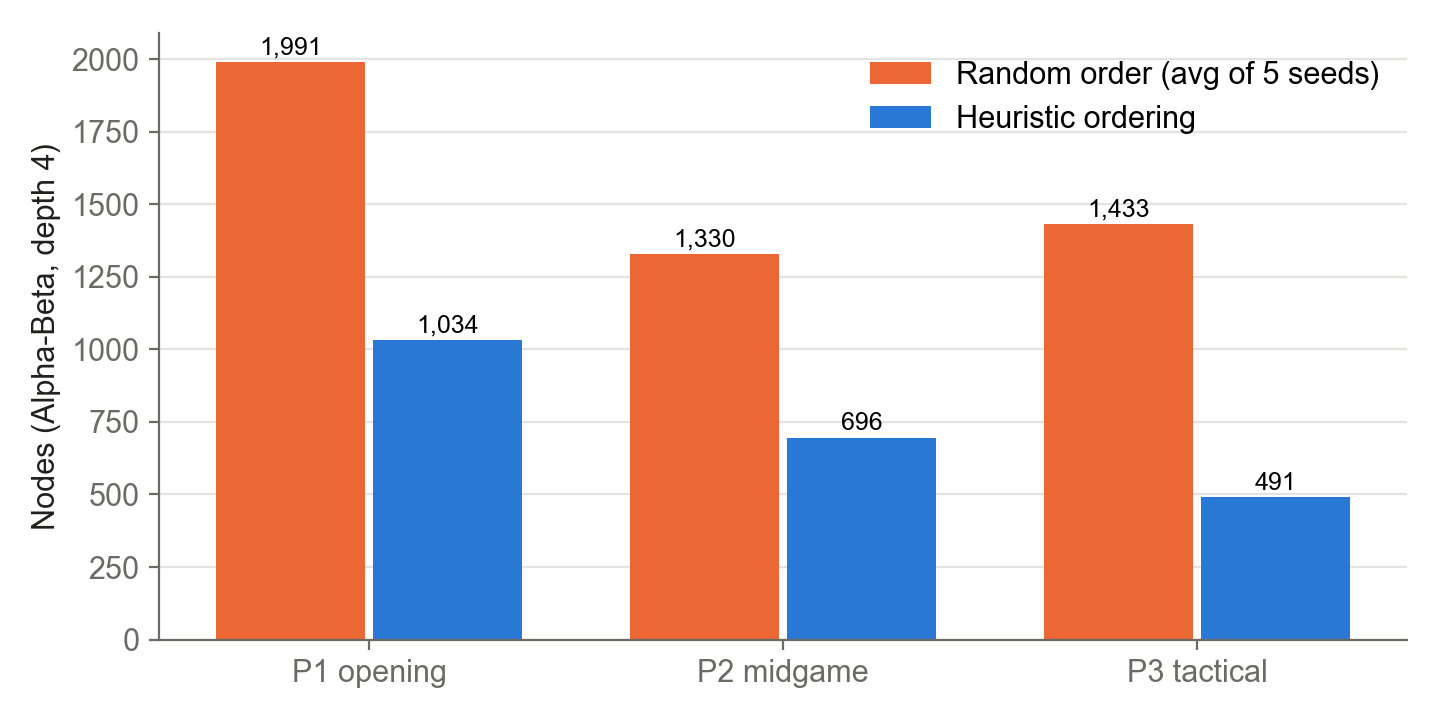 Nodes (Alpha-Beta, depth 4)
2000
1750
1500
1250
1000
750
500
250
0
Random order (avg of 5 seeds)
Heuristic ordering
1,991
1,034
1,330
696
1,433
491
P1 opening
P2 midgame
P3 tactical